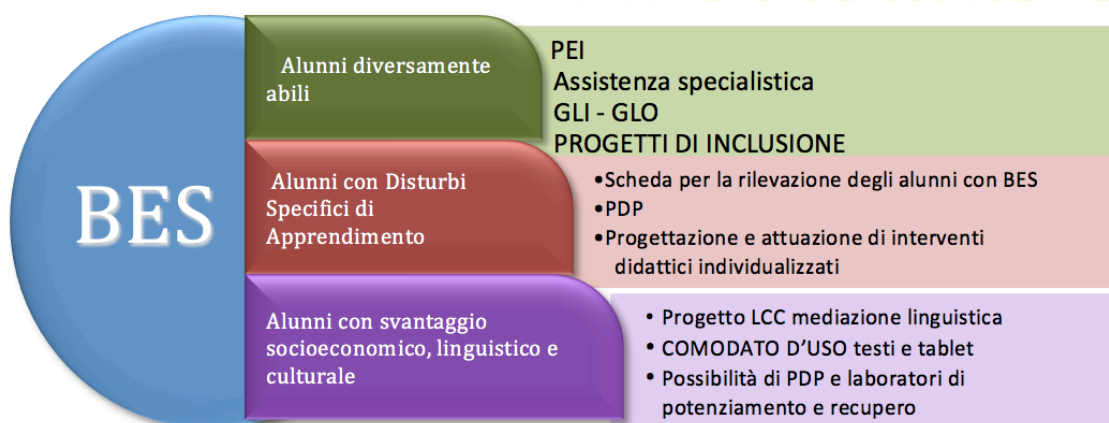 BES
Alunni diversamente
abili
PEI
Assistenza specialistica
GLI - GLO
PROGETTI DI INCLUSIONE
Alunni con Disturbi
Specifici di
Apprendimento
•Scheda per la rilevazione degli alunni con BES
•PDP
•Progettazione e attuazione di interventi
didattici individualizzati
Alunni con svantaggio
socioeconomico, linguistico e
culturale
• Progetto LCC mediazione linguistica
• COMODATO D'USO testi e tablet
• Possibilità di PDP e laboratori di
potenziamento e recupero